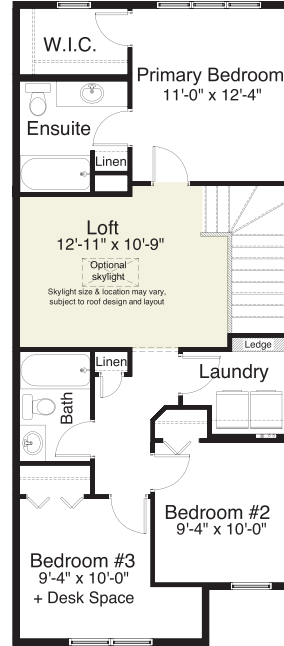 W.I.C.
Primary Bedroom
11'-0" x 12'-4"
Ensuite
Linen
Loft
12'-11" x 10'-9"
Optional
skylight
Skylight size & location may vary,
subject to roof design and layout
Ledge
Linen
Laundry
Bath
Bedroom #2
9'-4" x 10'-0"
Bedroom #3
9'-4" x 10'-0"
+ Desk Space